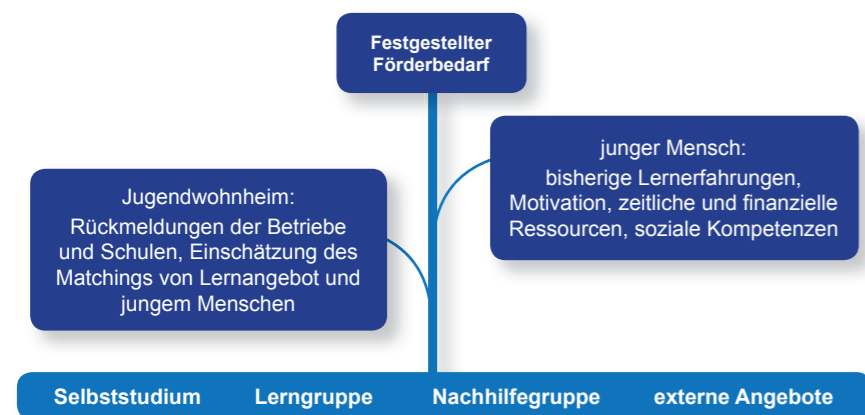 Festgestellter
Förderbedarf
junger Mensch:
bisherige Lernerfahrungen,
Motivation, zeitliche und finanzielle
Ressourcen, soziale Kompetenzen
Jugendwohnheim:
Rückmeldungen der Betriebe
und Schulen, Einschätzung des
Matchings von Lernangebot und
jungem Menschen
Selbststudium Lerngruppe Nachhilfegruppe externe Angebote